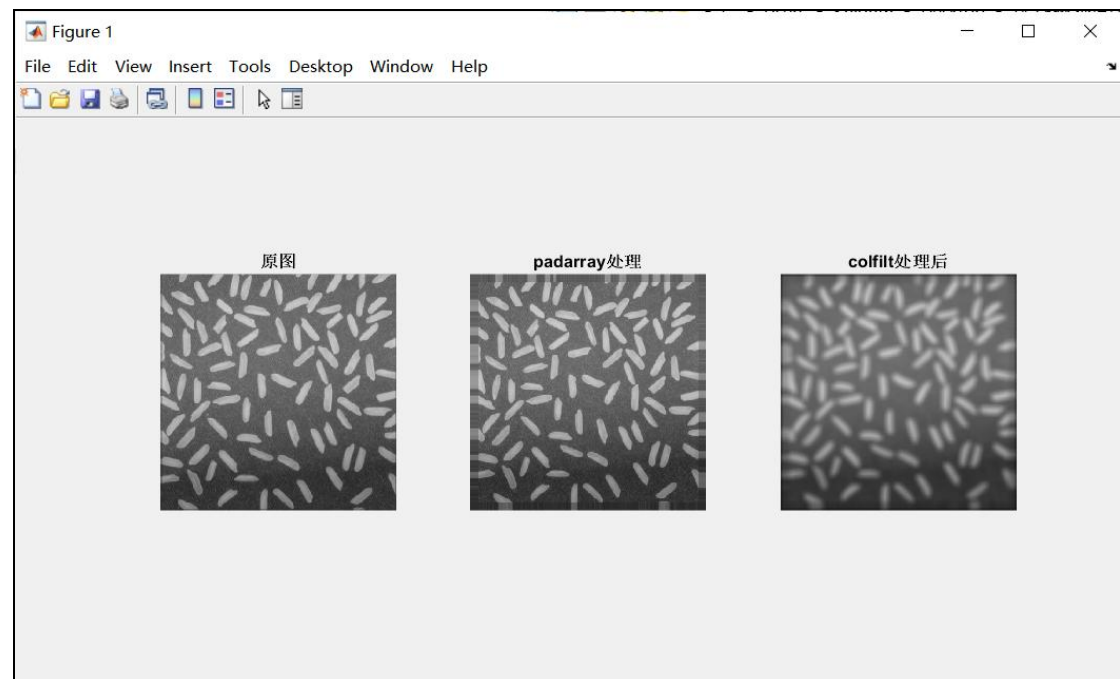 Figure 1
File Edit View Insert Tools Desktop Window Help
原图
padarray处理
colfilt处理后